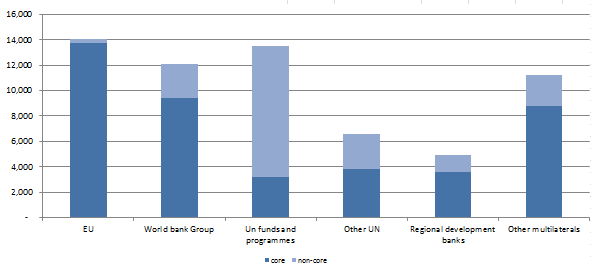 16,000
14,000
12,000
10,000
8,000
6,000
4,000
2,000
-
EU
World bank Group
Un funds and
programmes
Other UN
Regional development
banks
Other multilaterals
core non-core